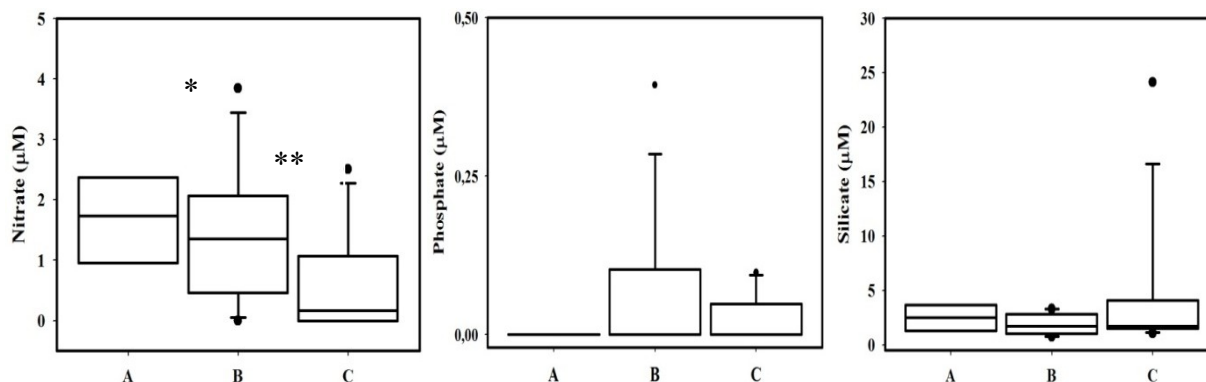 Nitrate (µM)
5
4
3
2
1
0
*
**
A
B
C
Phosphate (µM)
0,50
0,25
0,00
A
B
C
Silicate (µM)
30
25
20
15
10
5
0
A
B
C